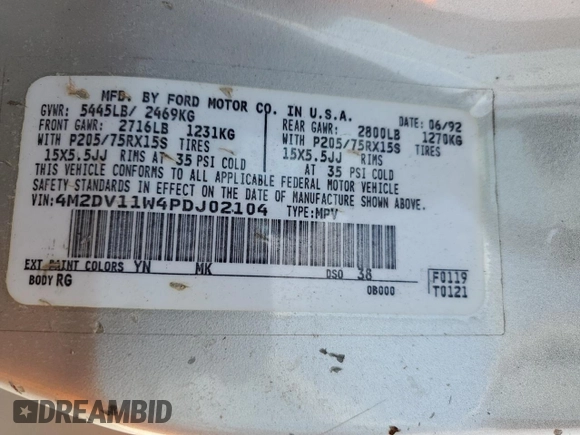 MFD. BY FORD MOTOR CO. IN U.S.A.
GVWR: 5445LB/ 2469KG DATE: 06/92
FRONT GAWR: 2716LB 1231KG REAR GAWR: 2800LB 1270KG
WITH P205/75RX15S TIRES WITH P205/75RX15S TIRES
15X5.5JJ RIMS AT 35 PSI COLD 15X5.5JJ RIMS
AT 35 PSI COLD
THIS VEHICLE CONFORMS TO ALL APPLICABLE FEDERAL MOTOR VEHICLE
SAFETY STANDARDS IN EFFECT ON THE DATE OF MANUFACTURE SHOWN ABOVE.
VIN: 4M2DV11W4PDJ02104 TYPE: MPV
EXT PAINT COLORS YN MK DSO 38
BODY RG 0B000
F0119
T0121
DREAMBID